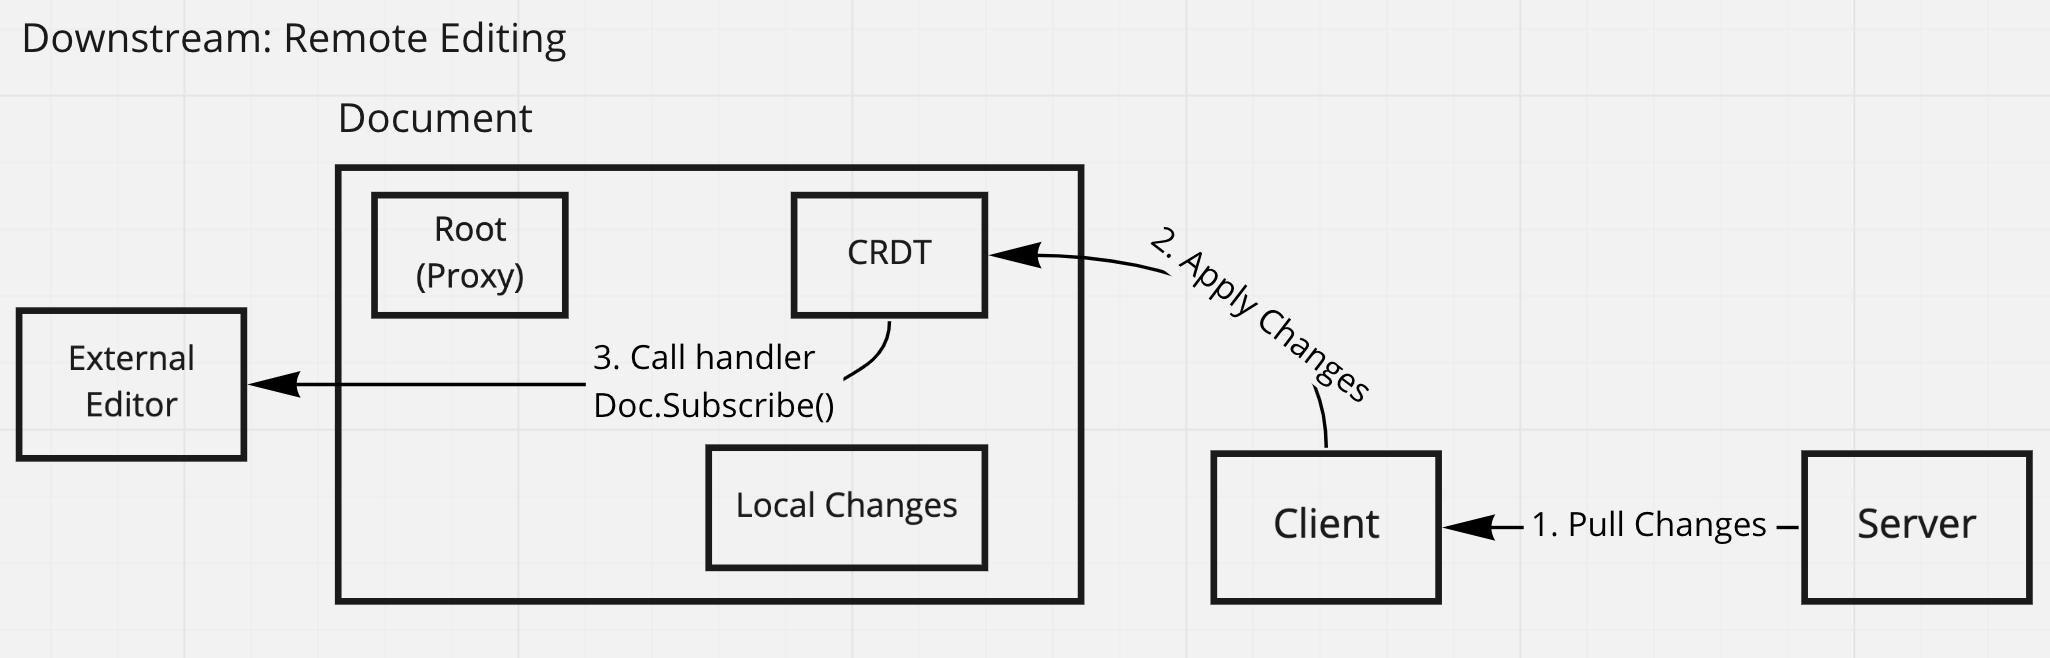 Downstream: Remote Editing
Document
Root
(Proxy)
CRDT
2. Apply Changes
External
Editor
3. Call handler
Doc.Subscribe()
Local Changes
Client
1. Pull Changes
Server